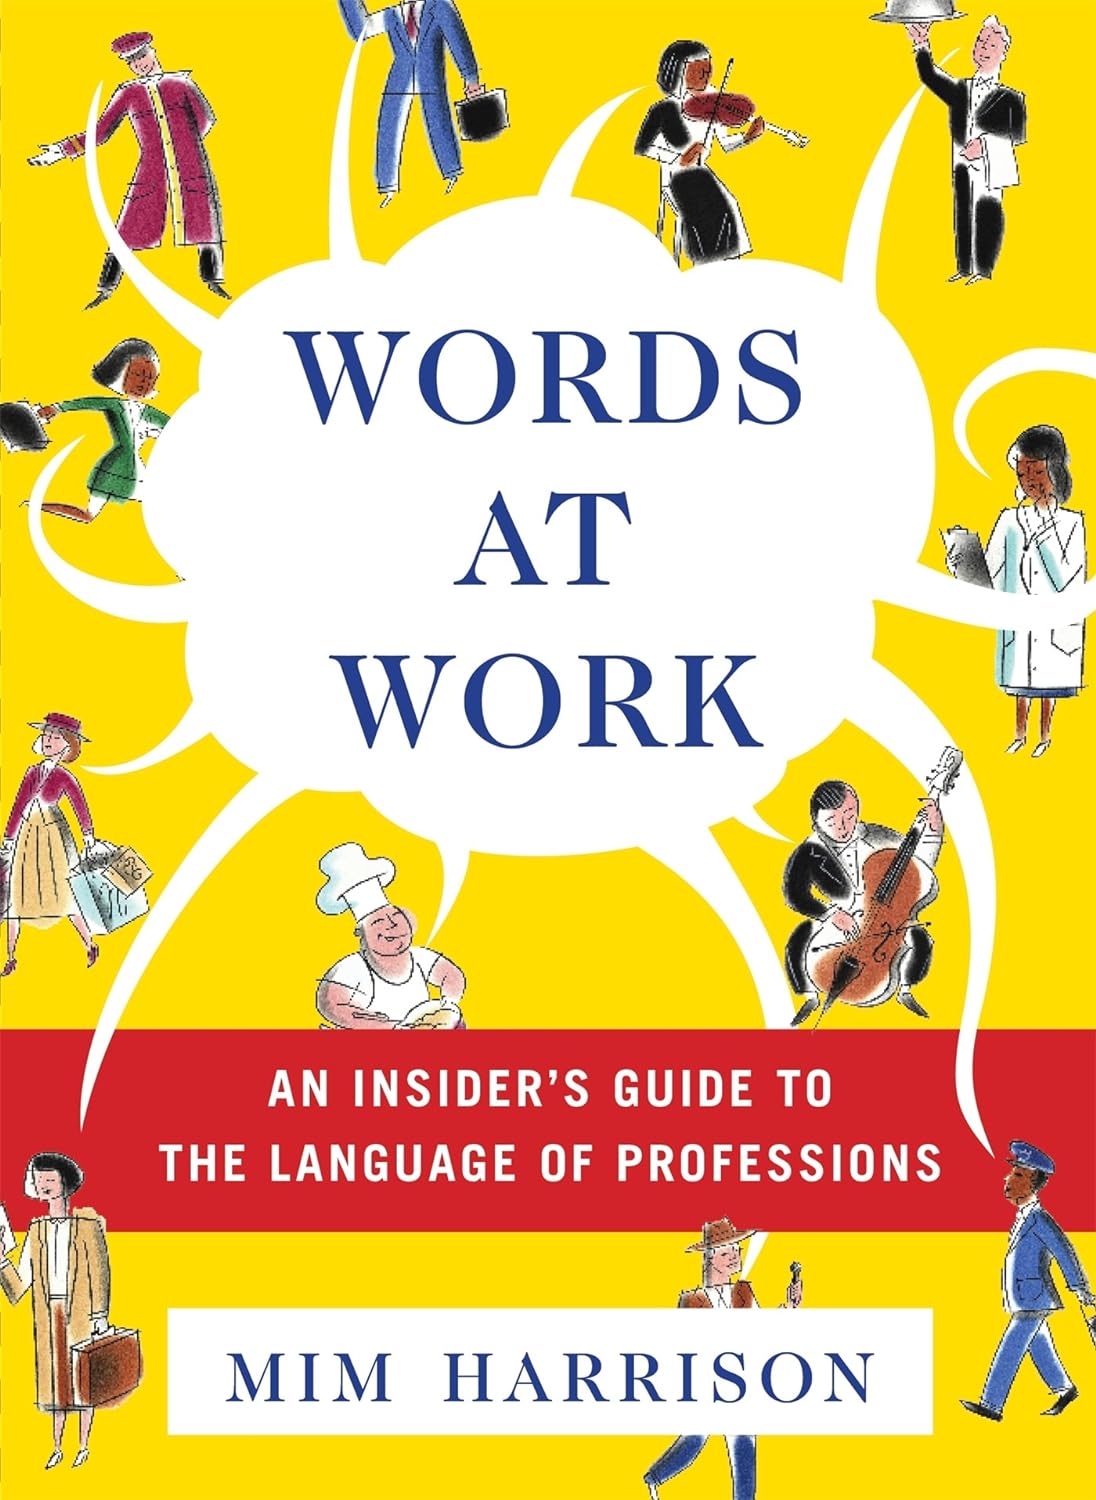 WORDS
AT
WORK
AN INSIDER’S GUIDE TO
THE LANGUAGE OF PROFESSIONS
MIM HARRISON